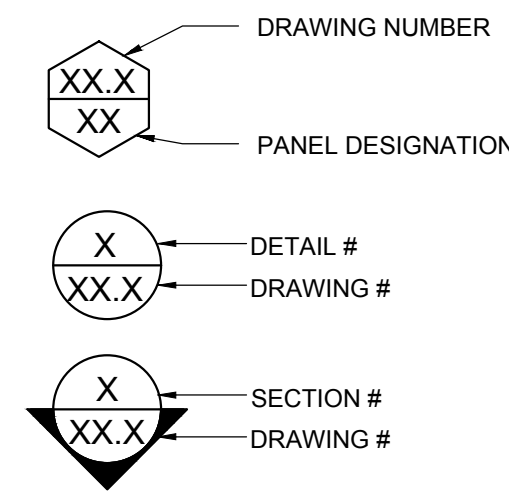 DRAWING NUMBER
XX.X
XX
PANEL DESIGNATION
X
DETAIL #
XX.X
DRAWING #
X
SECTION #
XX.X
DRAWING #